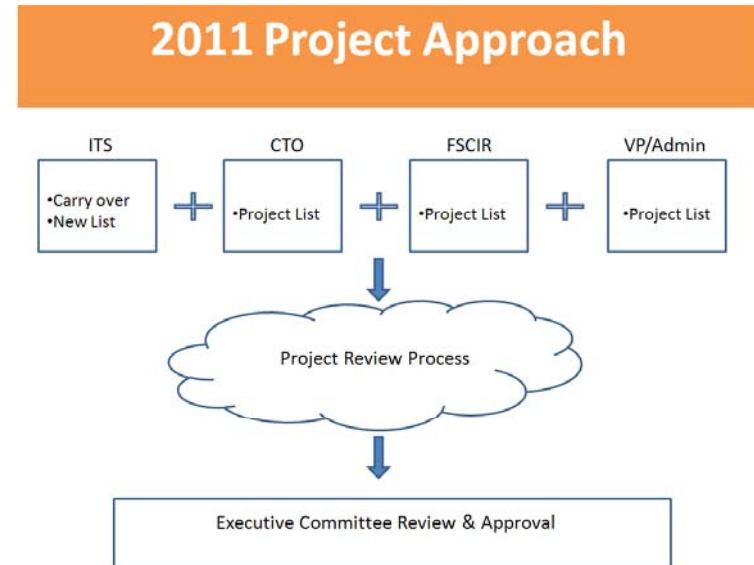 2011 Project Approach
ITS
CTO
FSCIR
VP/Admin
•Carry over
•New List
•Project List
•Project List
•Project List
Project Review Process
Executive Committee Review & Approval